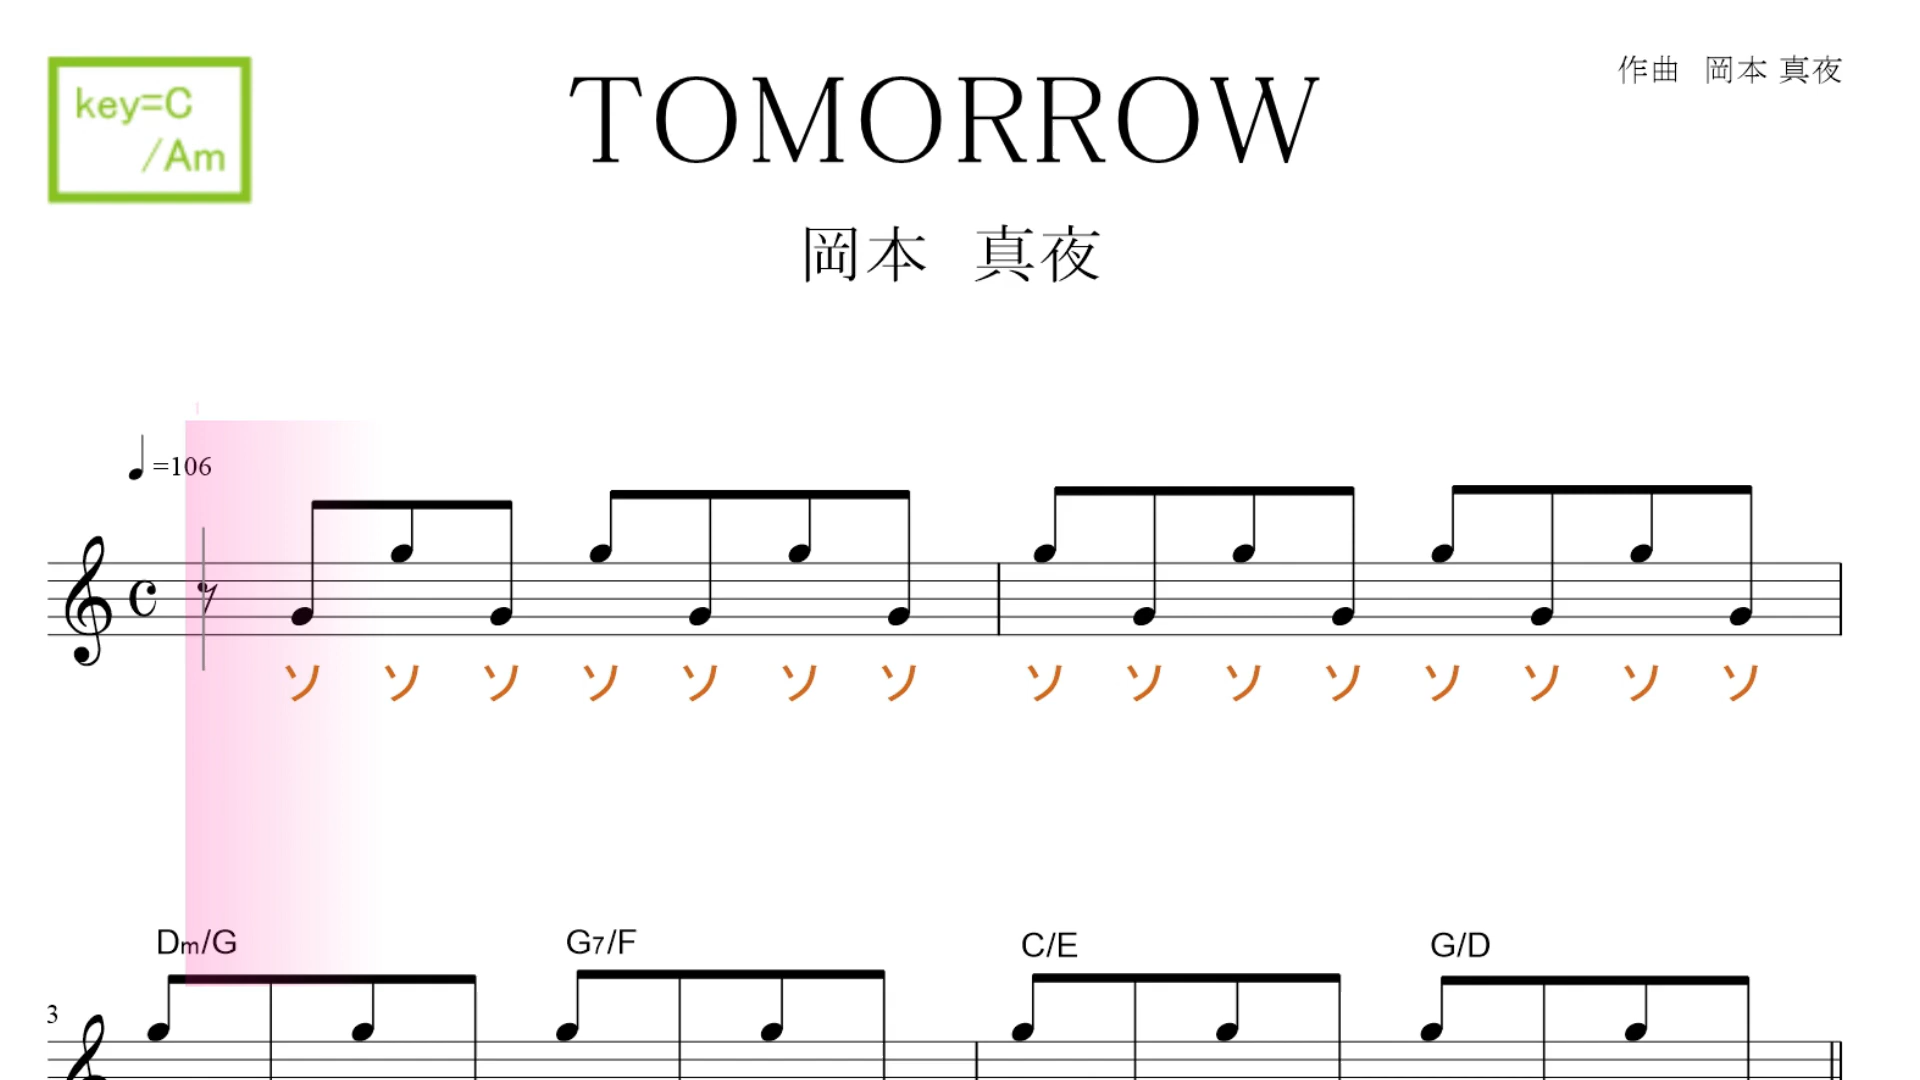 key=C
/Am
TOMORROW
作曲 岡本 真夜
岡本 真夜
=106
ソ ソ ソ ソ ソ ソ ソ ソ ソ ソ ソ ソ ソ ソ ソ
Dm/G G7/F C/E G/D
3